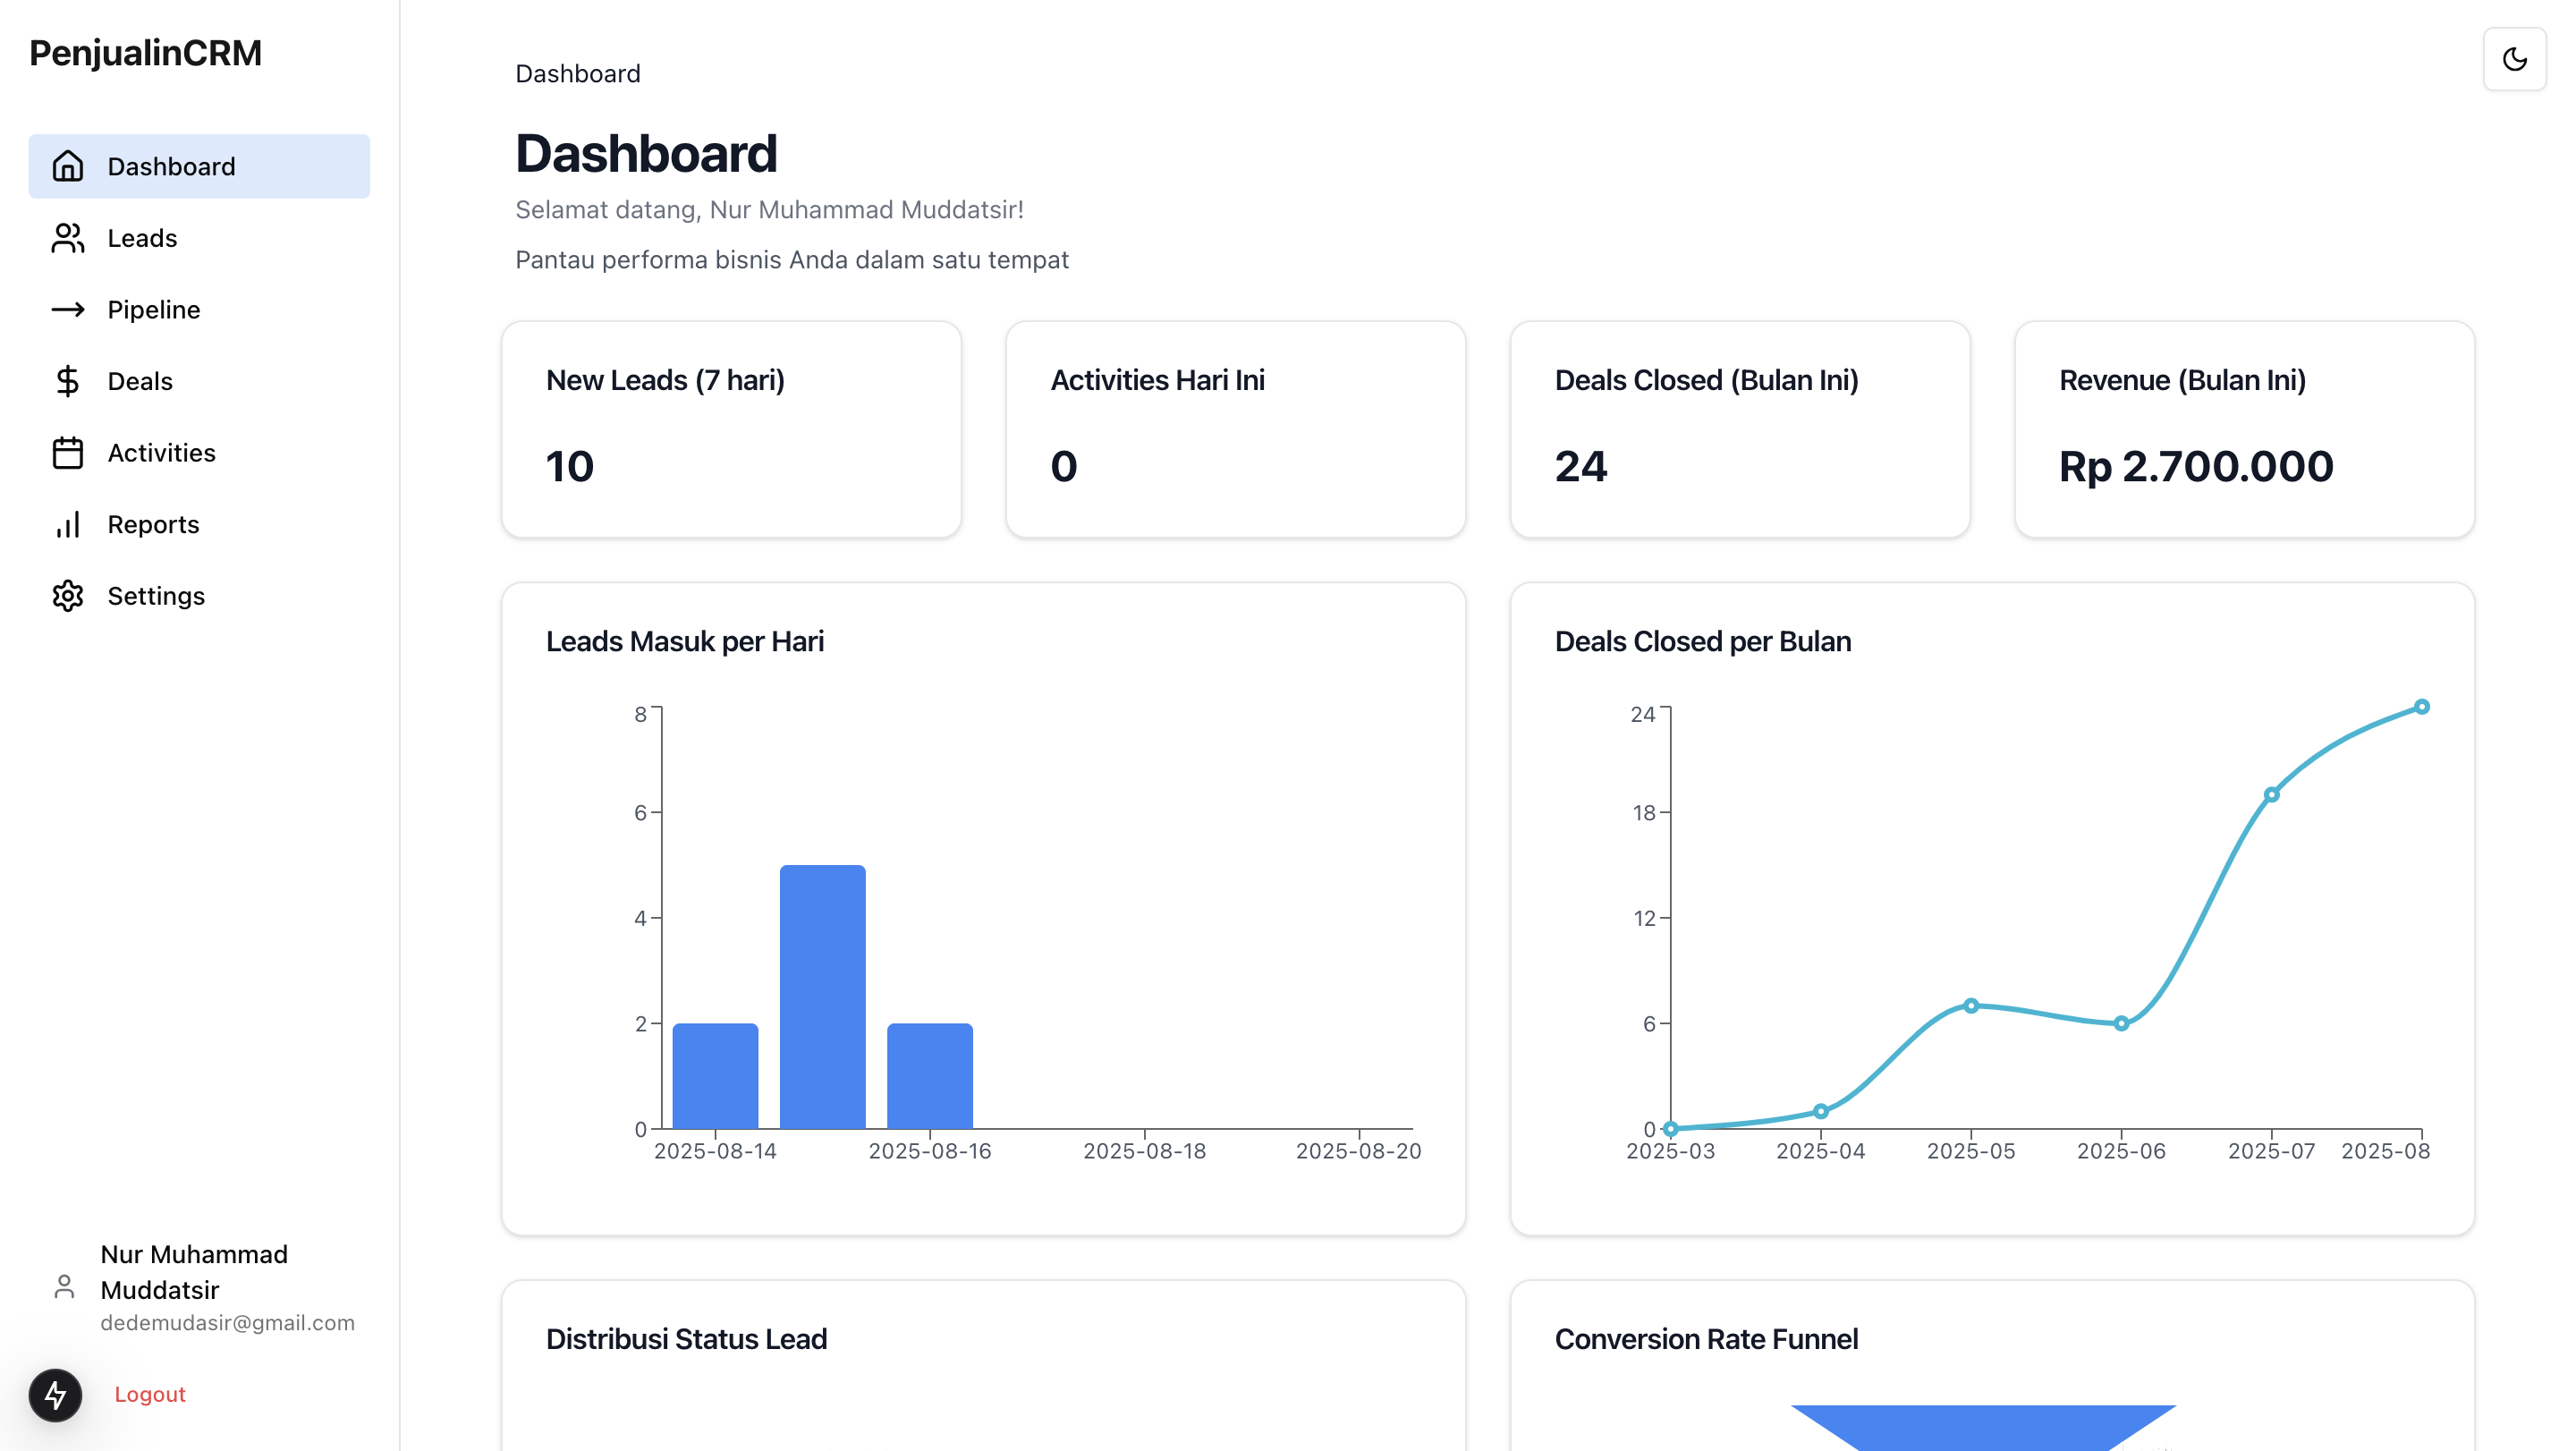 PenjualinCRM
Dashboard
Leads
Pipeline
Deals
Activities
Reports
Settings
Nur Muhammad
Muddatsir
dedemudasir@gmail.com
Logout
Dashboard
Dashboard
Selamat datang, Nur Muhammad Muddatsir!
Pantau performa bisnis Anda dalam satu tempat
New Leads (7 hari)
10
Activities Hari Ini
0
Deals Closed (Bulan Ini)
24
Revenue (Bulan Ini)
Rp 2.700.000
Leads Masuk per Hari
8
6
4
2
0
2025-08-14 2025-08-16 2025-08-18 2025-08-20
Deals Closed per Bulan
24
18
12
6
0
2025-03 2025-04 2025-05 2025-06 2025-07 2025-08
Distribusi Status Lead
Conversion Rate Funnel